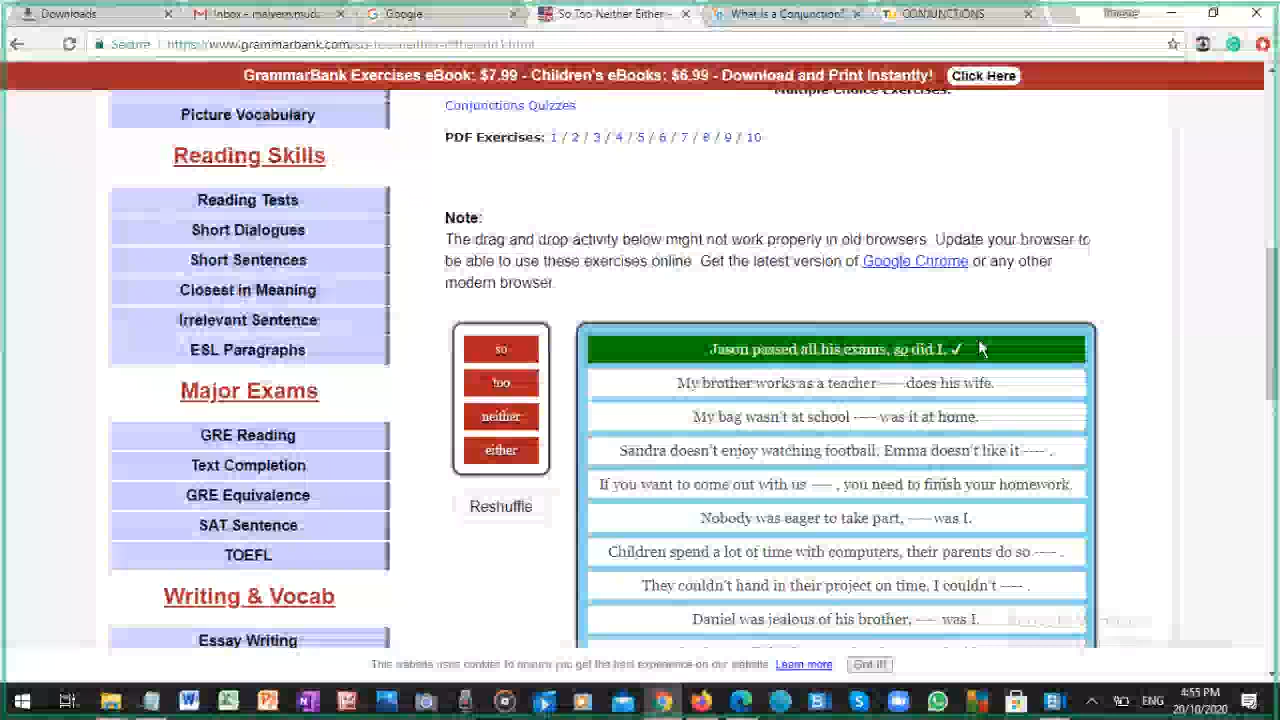 Downloads
Inbox - malvern.mud
Google
So Too Neither Either -
What is a Conjunction?
CONJUNCTIONS
Secure
https://www.grammarbank.com
GrammarBank Exercises eBook: $7.99 - Children's eBooks: $6.99 - Download and Print Instantly! Click Here
Multiple Choice Exercises:
Conjunctions Quizzes
PDF Exercises: 1 / 2 / 3 / 4 / 5 / 6 / 7 / 8 / 9 / 10
Picture Vocabulary
Reading Skills
Reading Tests
Short Dialogues
Short Sentences
Closest in Meaning
Irrelevant Sentence
ESL Paragraphs
Major Exams
GRE Reading
Text Completion
GRE Equivalence
SAT Sentence
TOEFL
Writing & Vocab
Essay Writing
Note:
The drag and drop activity below might not work properly in old browsers. Update your browser to
be able to use these exercises online. Get the latest version of Google Chrome or any other
modern browser.
so
too
neither
either
Reshuffle
Jason passed all his exams, so did I. ✓
My brother works as a teacher ---- does his wife.
My bag wasn't at school ---- was it at home.
Sandra doesn't enjoy watching football, Emma doesn't like it ---- .
If you want to come out with us ---- , you need to finish your homework.
Nobody was eager to take part, ---- was I.
Children spend a lot of time with computers, their parents do so ---- .
They couldn't hand in their project on time, I couldn't ---- .
Daniel was jealous of his brother, ---- was I.
This website uses cookies to ensure you get the best experience on our website. Learn more Got it!
ENG
4:55 PM
20/10/2020